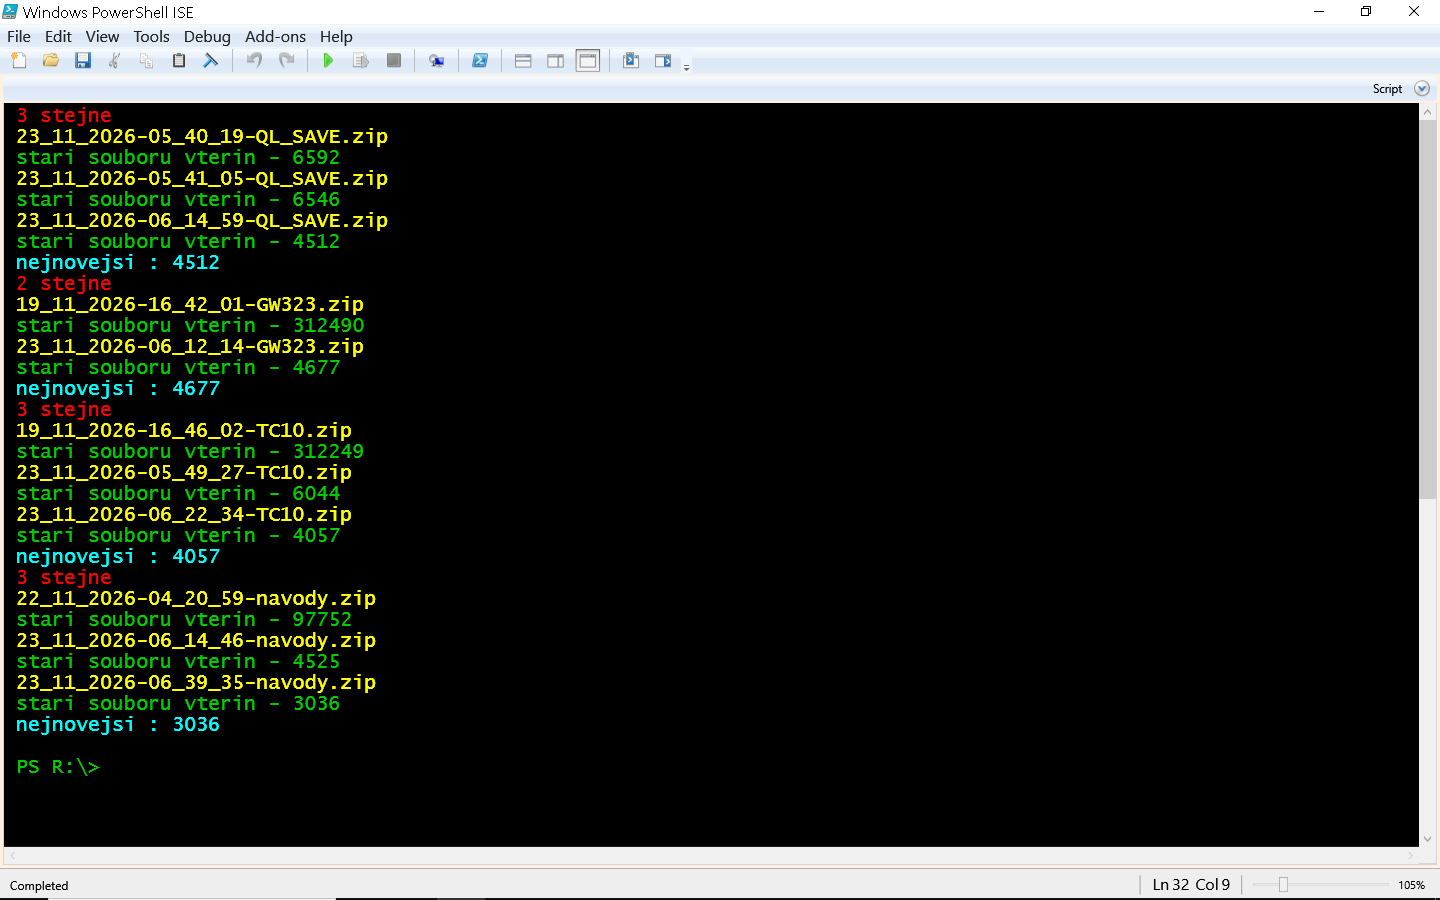 Windows PowerShell ISE
File Edit View Tools Debug Add-ons Help
Script
3 stejne
23_11_2026-05_40_19-QL_SAVE.zip
stari souboru vterin - 6592
23_11_2026-05_41_05-QL_SAVE.zip
stari souboru vterin - 6546
23_11_2026-06_14_59-QL_SAVE.zip
stari souboru vterin - 4512
nejnovejsi : 4512
2 stejne
19_11_2026-16_42_01-GW323.zip
stari souboru vterin - 312490
23_11_2026-06_12_14-GW323.zip
stari souboru vterin - 4677
nejnovejsi : 4677
3 stejne
19_11_2026-16_46_02-TC10.zip
stari souboru vterin - 312249
23_11_2026-05_49_27-TC10.zip
stari souboru vterin - 6044
23_11_2026-06_22_34-TC10.zip
stari souboru vterin - 4057
nejnovejsi : 4057
3 stejne
22_11_2026-04_20_59-navody.zip
stari souboru vterin - 97752
23_11_2026-06_14_46-navody.zip
stari souboru vterin - 4525
23_11_2026-06_39_35-navody.zip
stari souboru vterin - 3036
nejnovejsi : 3036
PS R:\>
Completed
Ln 32 Col 9
105%